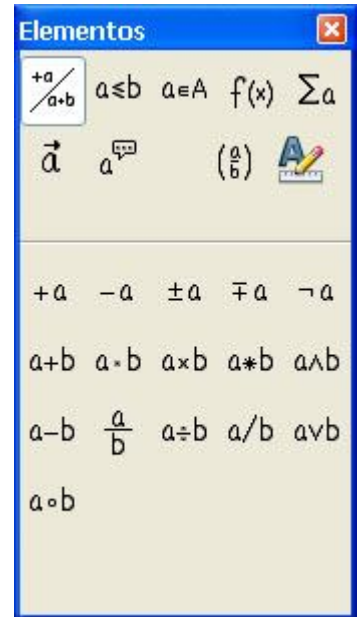 Elementos
+a/a+b a≤b a∈A f(x) Σa
a⃗ a (a/b) A
+a −a ±a ∓a ¬a
a+b a·b a×b a*b a∧b
a−b a/b a÷b a/b a∨b
a∘b